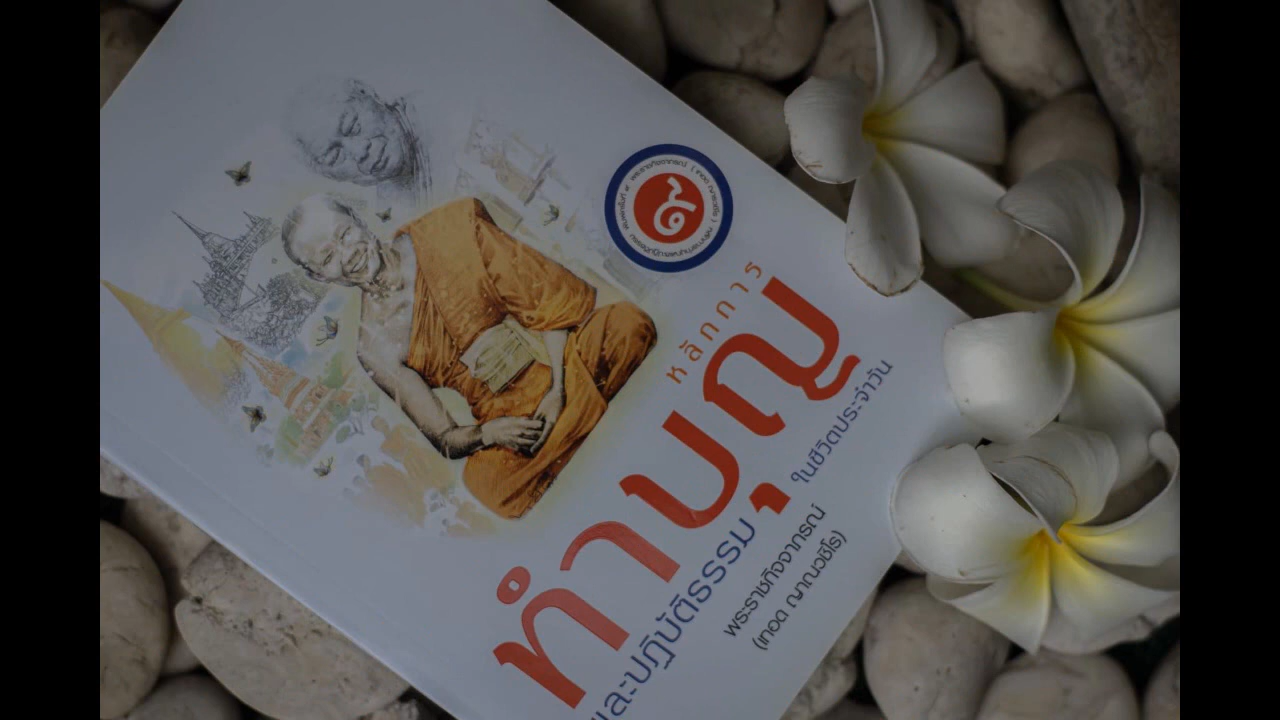 หลักการ
ทำบุญ
และปฏิบัติธรรม
ในชีวิตประจำวัน
พระราชกิจจาภรณ์
(เทอด ญาณวชิโร)
๙